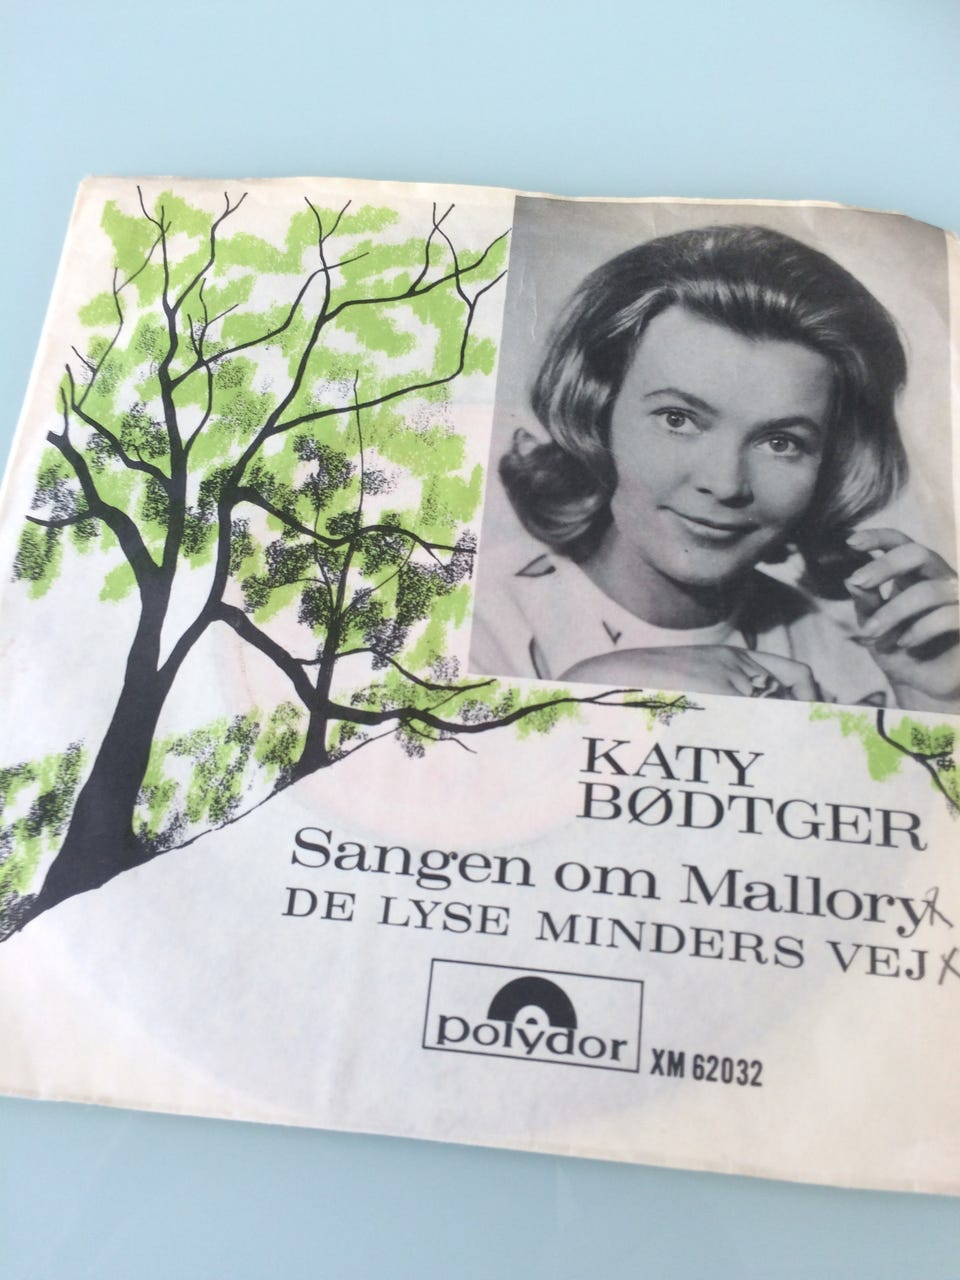 KATY
BØDTGER
Sangen om Mallory
DE LYSE MINDERS VEJ
polydor
XM 62032